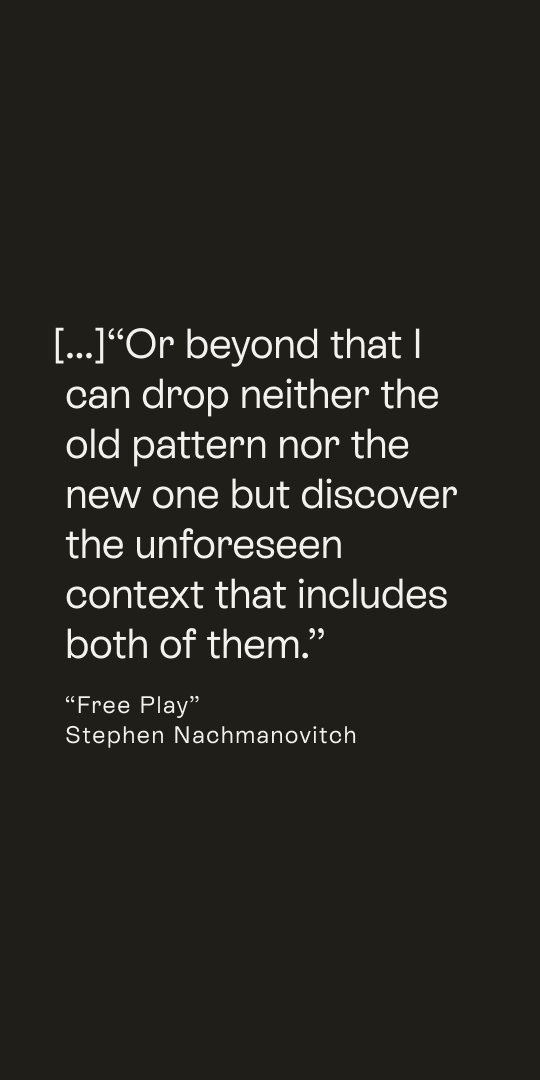 [...]“Or beyond that I
can drop neither the
old pattern nor the
new one but discover
the unforeseen
context that includes
both of them.”
“Free Play”
Stephen Nachmanovitch